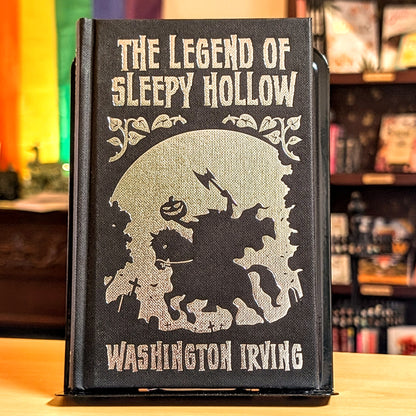 THE LEGEND OF
SLEEPY HOLLOW
WASHINGTON IRVING